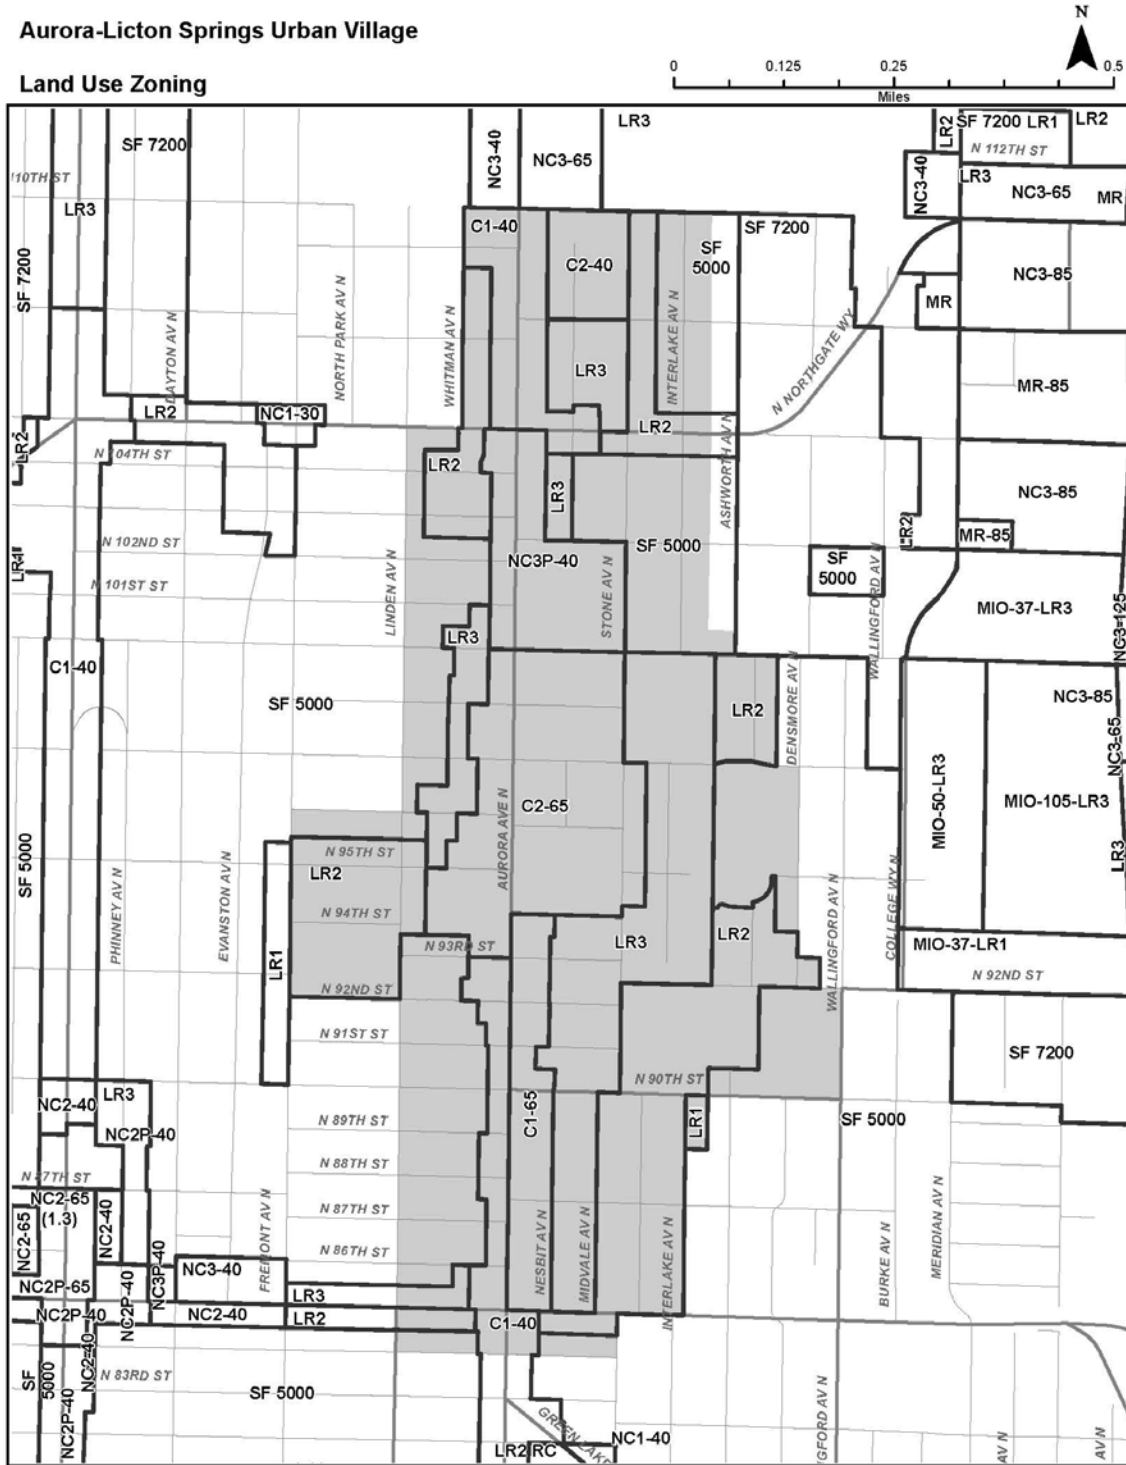 Aurora-Licton Springs Urban Village
Land Use Zoning
N
0
0.125
0.25
0.5
Miles
SF 7200
LR3
NC3-40
NC3-65
LR3
LR2
SF 7200
LR1
LR2
N 112TH ST
110TH ST
NC3-40
LR3
NC3-65
MR
SF 7200
C1-40
C2-40
SF
5000
SF 7200
NC3-85
MR
DAYTON AV N
NORTH PARK AV N
WHITMAN AV N
LR3
INTERLAKE AV N
N NORTHGATE WY
MR-85
LR2
NC1-30
LR2
LR2
N 104TH ST
LR2
LR3
ASHWORTH AV N
NC3-85
LR2
MR-85
N 102ND ST
NC3P-40
SF 5000
SF
5000
LR1
N 101ST ST
LINDEN AV N
STONE AV N
WALLINGFORD AV N
MIO-37-LR3
NC3-125
C1-40
LR3
SF 5000
LR2
DENSMORE AV N
NC3-85
NC3-65
C2-65
MIO-50-LR3
MIO-105-LR3
AURORA AVE N
SF 5000
LR3
N 95TH ST
LR2
PHINNEY AV N
EVANSTON AV N
N 94TH ST
WALLINGFORD AV N
COLLEGE WY N
N 93RD ST
LR3
LR2
MIO-37-LR1
LR1
N 92ND ST
N 92ND ST
N 91ST ST
SF 7200
N 90TH ST
NC2-40
LR3
C1-65
LR1
SF 5000
N 89TH ST
NC2P-40
N 88TH ST
N 87TH ST
NC2-65
(1.3)
NC2-40
NC2-65
FREMONT AV N
N 87TH ST
NESBIT AV N
MIDVALE AV N
INTERLAKE AV N
BURKE AV N
MERIDIAN AV N
N 86TH ST
NC3P-40
NC3-40
NC2P-65
NC2P-40
LR3
NC2P-40
NC2-40
LR2
C1-40
NC2-40
SF
5000
N 83RD ST
SF 5000
NC2P-40
GREEN LAKE
NC1-40
LR2
RC
GFORD AV N
AV N
AV N